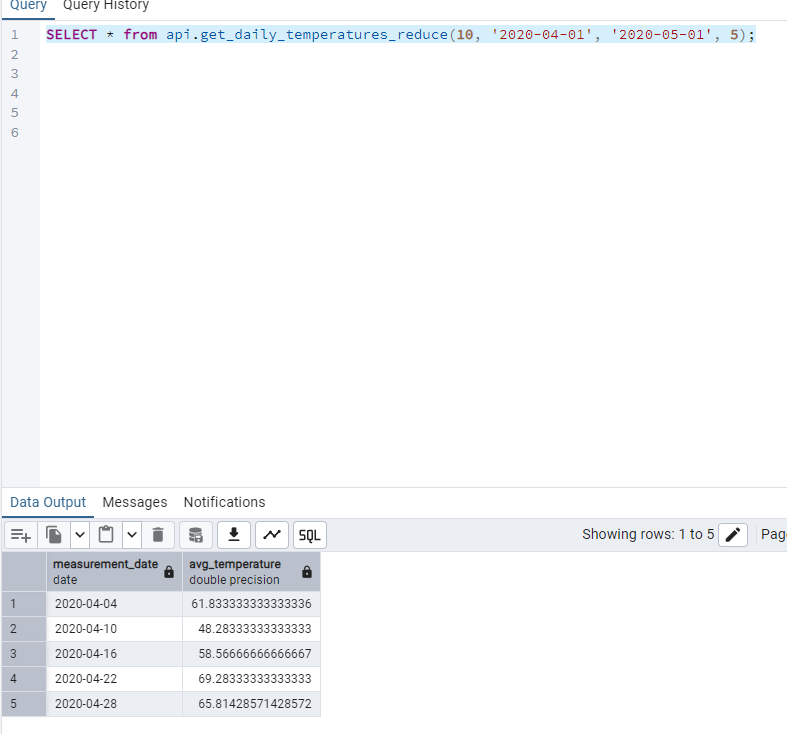 Query Query History
1 SELECT * from api.get_daily_temperatures_reduce(10, '2020-04-01', '2020-05-01', 5);
2
3
4
5
6
Data Output Messages Notifications
SQL Showing rows: 1 to 5
measurement_date avg_temperature
date double precision
1 2020-04-04 61.833333333333336
2 2020-04-10 48.28333333333333
3 2020-04-16 58.56666666666667
4 2020-04-22 69.28333333333333
5 2020-04-28 65.81428571428572